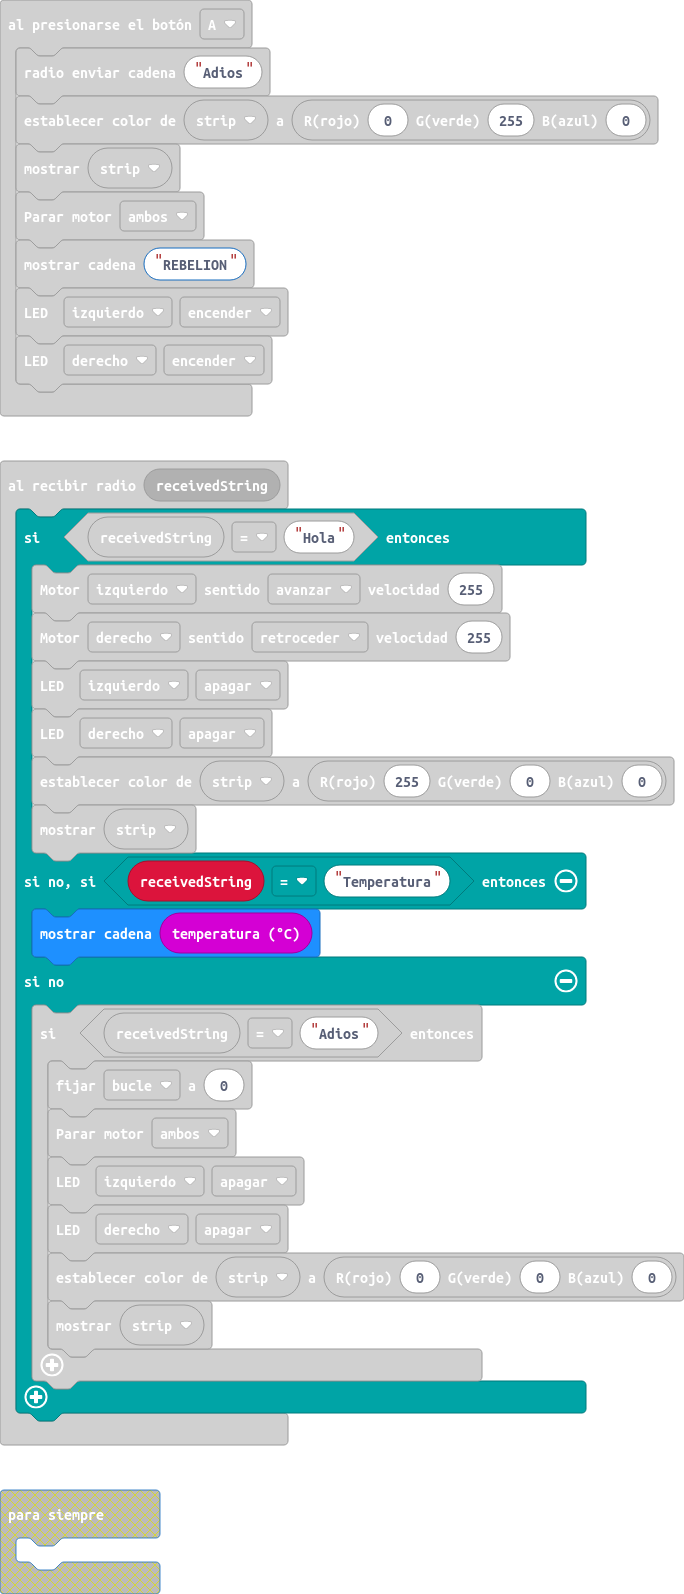 al presionarse el botón A
radio enviar cadena "Adios"
establecer color de strip a R(rojo) 0 G(verde) 255 B(azul) 0
mostrar strip
Parar motor ambos
mostrar cadena "REBELION"
LED izquierdo encender
LED derecho encender
al recibir radio receivedString
si receivedString = "Hola" entonces
Motor izquierdo sentido avanzar velocidad 255
Motor derecho sentido retroceder velocidad 255
LED izquierdo apagar
LED derecho apagar
establecer color de strip a R(rojo) 255 G(verde) 0 B(azul) 0
mostrar strip
si no, si receivedString = "Temperatura" entonces
mostrar cadena temperatura (°C)
si no
si receivedString = "Adios" entonces
fijar bucle a 0
Parar motor ambos
LED izquierdo apagar
LED derecho apagar
establecer color de strip a R(rojo) 0 G(verde) 0 B(azul) 0
mostrar strip
para siempre